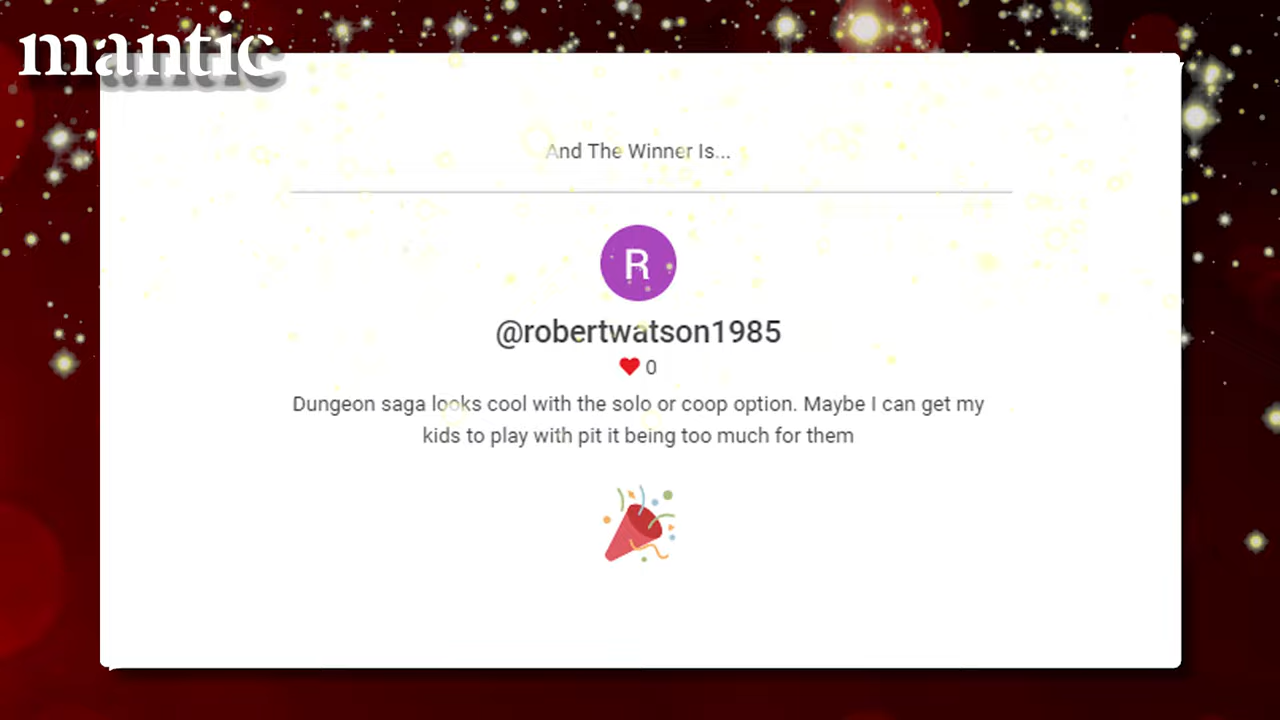 mantic
And The Winner Is...
R
@robertwatson1985
0
Dungeon saga looks cool with the solo or coop option. Maybe I can get my
kids to play with pit it being too much for them